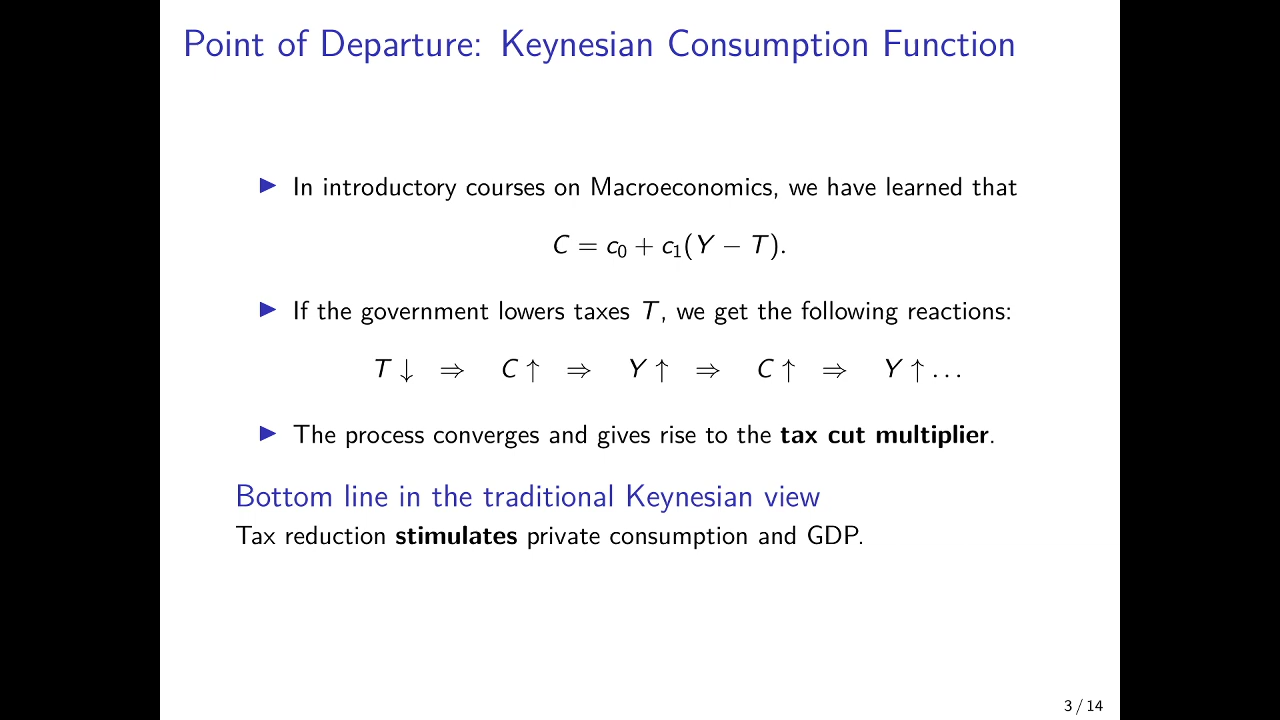 Point of Departure: Keynesian Consumption Function
▶ In introductory courses on Macroeconomics, we have learned that
C = c₀ + c₁(Y − T).
▶ If the government lowers taxes T, we get the following reactions:
T ↓ ⇒ C ↑ ⇒ Y ↑ ⇒ C ↑ ⇒ Y ↑ . . .
▶ The process converges and gives rise to the tax cut multiplier.
Bottom line in the traditional Keynesian view
Tax reduction stimulates private consumption and GDP.
3 / 14